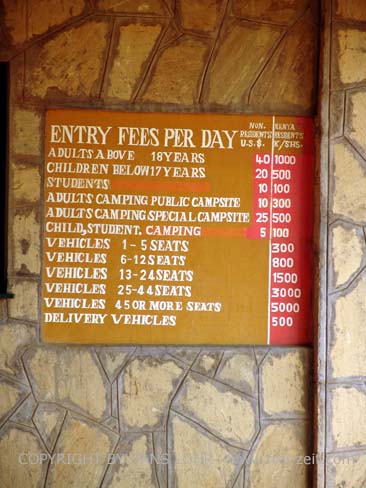 ENTRY FEES PER DAY NON. RESIDENTS U.S.$. KENYA RESIDENTS K/SHS.
ADULTS ABOVE 18 YEARS 40 1000
CHILDREN BELOW 17 YEARS 20 500
STUDENTS 10 100
ADULTS CAMPING PUBLIC CAMPSITE 10 300
ADULTS CAMPING SPECIAL CAMPSITE 25 500
CHILD, STUDENT. CAMPING 5 100
VEHICLES 1 - 5 SEATS 300
VEHICLES 6-12 SEATS 800
VEHICLES 13-24 SEATS 1500
VEHICLES 25-44 SEATS 3000
VEHICLES 45 OR MORE SEATS 5000
DELIVERY VEHICLES 500
COPYRIGHT BY